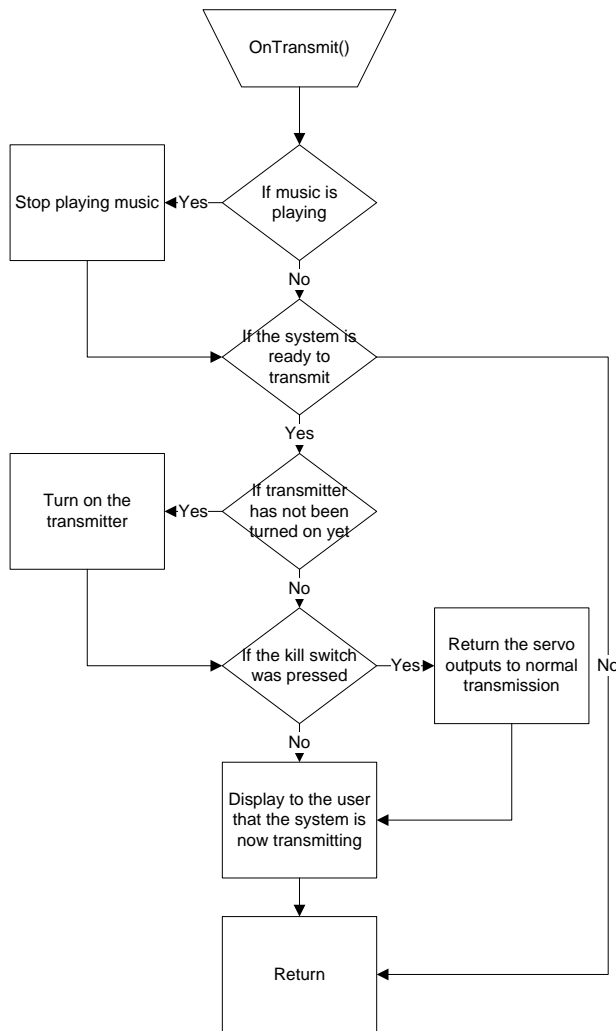 OnTransmit()
If music is
playing
Yes
Stop playing music
No
If the system is
ready to
transmit
Yes
If transmitter
has not been
turned on yet
Yes
Turn on the
transmitter
No
If the kill switch
was pressed
Yes
Return the servo
outputs to normal
transmission
No
No
Display to the user
that the system is
now transmitting
Return